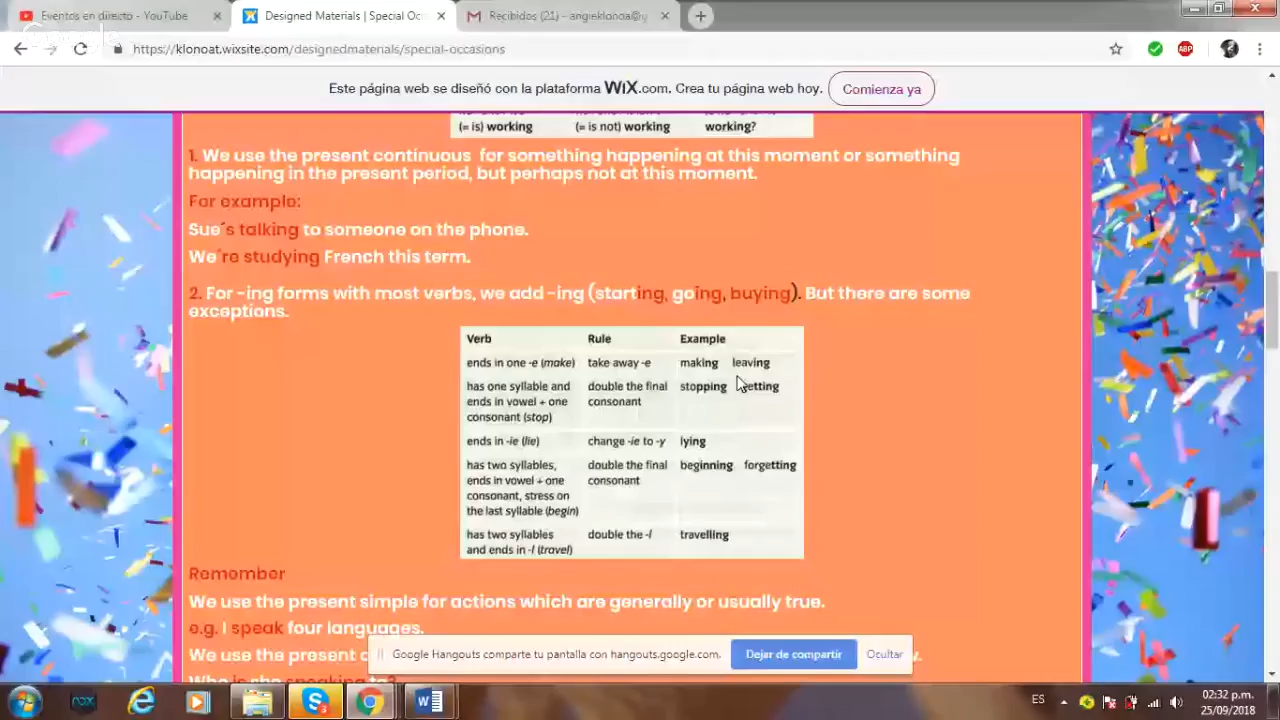 Eventos en directo - YouTube
Designed Materials | Special Occ
Recibidos (21) - angieklonoa@y
https://klonoat.wixsite.com/designedmaterials/special-occasions
Este página web se diseñó con la plataforma WiX.com. Crea tu página web hoy. Comienza ya
(= is) working (= is not) working working?
1. We use the present continuous for something happening at this moment or something
happening in the present period, but perhaps not at this moment.
For example:
Sue´s talking to someone on the phone.
We´re studying French this term.
2. For -ing forms with most verbs, we add -ing (starting, going, buying). But there are some
exceptions.
Verb Rule Example
ends in one -e (make) take away -e making leaving
has one syllable and double the final stopping etting
ends in vowel + one consonant
consonant (stop)
ends in -ie (lie) change -ie to -y lying
has two syllables, double the final beginning forgetting
ends in vowel + one consonant
consonant, stress on
the last syllable (begin)
has two syllables double the -l travelling
and ends in -l (travel)
Remember
We use the present simple for actions which are generally or usually true.
e.g. I speak four languages.
We use the present
Who is she speaking to?
Google Hangouts comparte tu pantalla con hangouts.google.com. Dejar de compartir Ocultar
ES 02:32 p.m.
25/09/2018